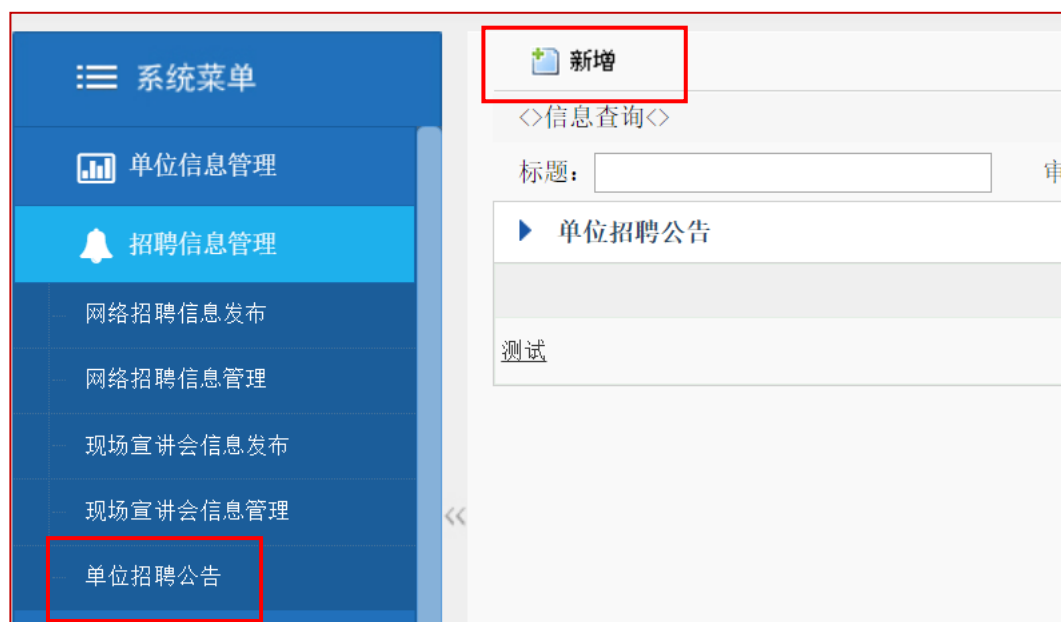 系统菜单
单位信息管理
招聘信息管理
网络招聘信息发布
网络招聘信息管理
现场宣讲会信息发布
现场宣讲会信息管理
单位招聘公告
新增
<>信息查询<>
标题：
单位招聘公告
测试
<<